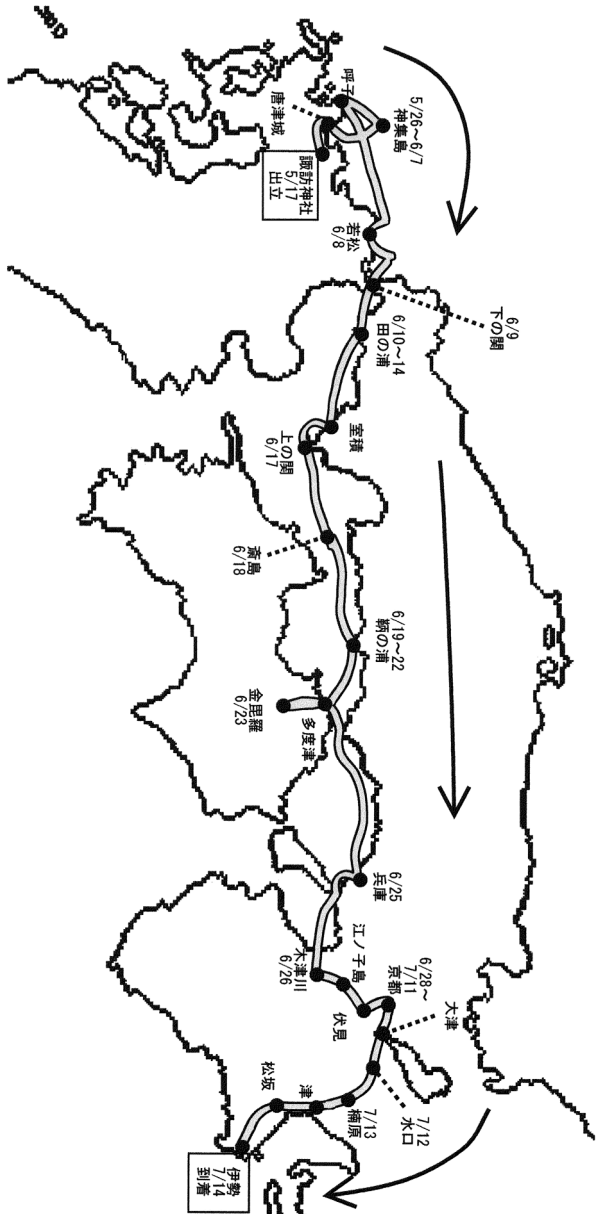 呼子
5/26～6/7
神集島
唐津城
諏訪神社
5/17
出立
若松
6/8
6/9
下の関
6/10～14
田の浦
室積
上の関
6/17
斎島
6/18
6/19～22
鞆の浦
金毘羅
6/23
多度津
6/25
兵庫
木津川
6/26
江ノ子島
伏見
6/28～
7/11
京都
大津
7/12
水口
7/13
楠原
津
松坂
伊勢
7/14
到着